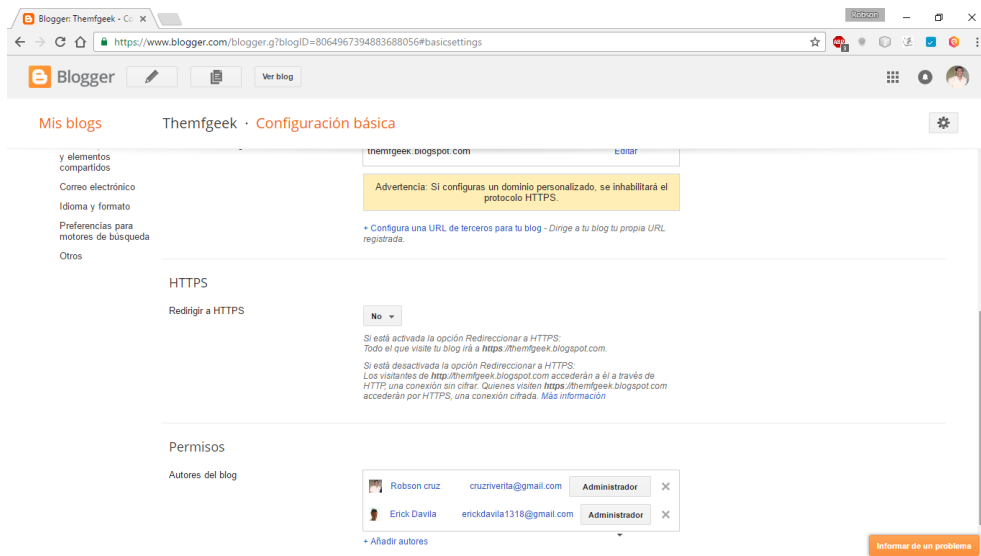 Blogger: Themfgeek - Co
Robson
https://www.blogger.com/blogger.g?blogID=8064967394883688056#basicsettings
ABP
3
Blogger
Ver blog
Mis blogs
Themfgeek · Configuración básica
y elementos
compartidos
Correo electrónico
Idioma y formato
Preferencias para
motores de búsqueda
Otros
themfgeek.blogspot.com
Editar
Advertencia: Si configuras un dominio personalizado, se inhabilitará el
protocolo HTTPS.
+ Configura una URL de terceros para tu blog - Dirige a tu blog tu propia URL
registrada.
HTTPS
Redirigir a HTTPS
No
Si está activada la opción Redireccionar a HTTPS:
Todo el que visite tu blog irá a https://themfgeek.blogspot.com.
Si está desactivada la opción Redireccionar a HTTPS:
Los visitantes de http://themfgeek.blogspot.com accederán a él a través de
HTTP, una conexión sin cifrar. Quienes visiten https://themfgeek.blogspot.com
accederán por HTTPS, una conexión cifrada. Más información
Permisos
Autores del blog
Robson cruz cruzriverita@gmail.com Administrador
Erick Davila erickdavila1318@gmail.com Administrador
+ Añadir autores
Informar de un problema